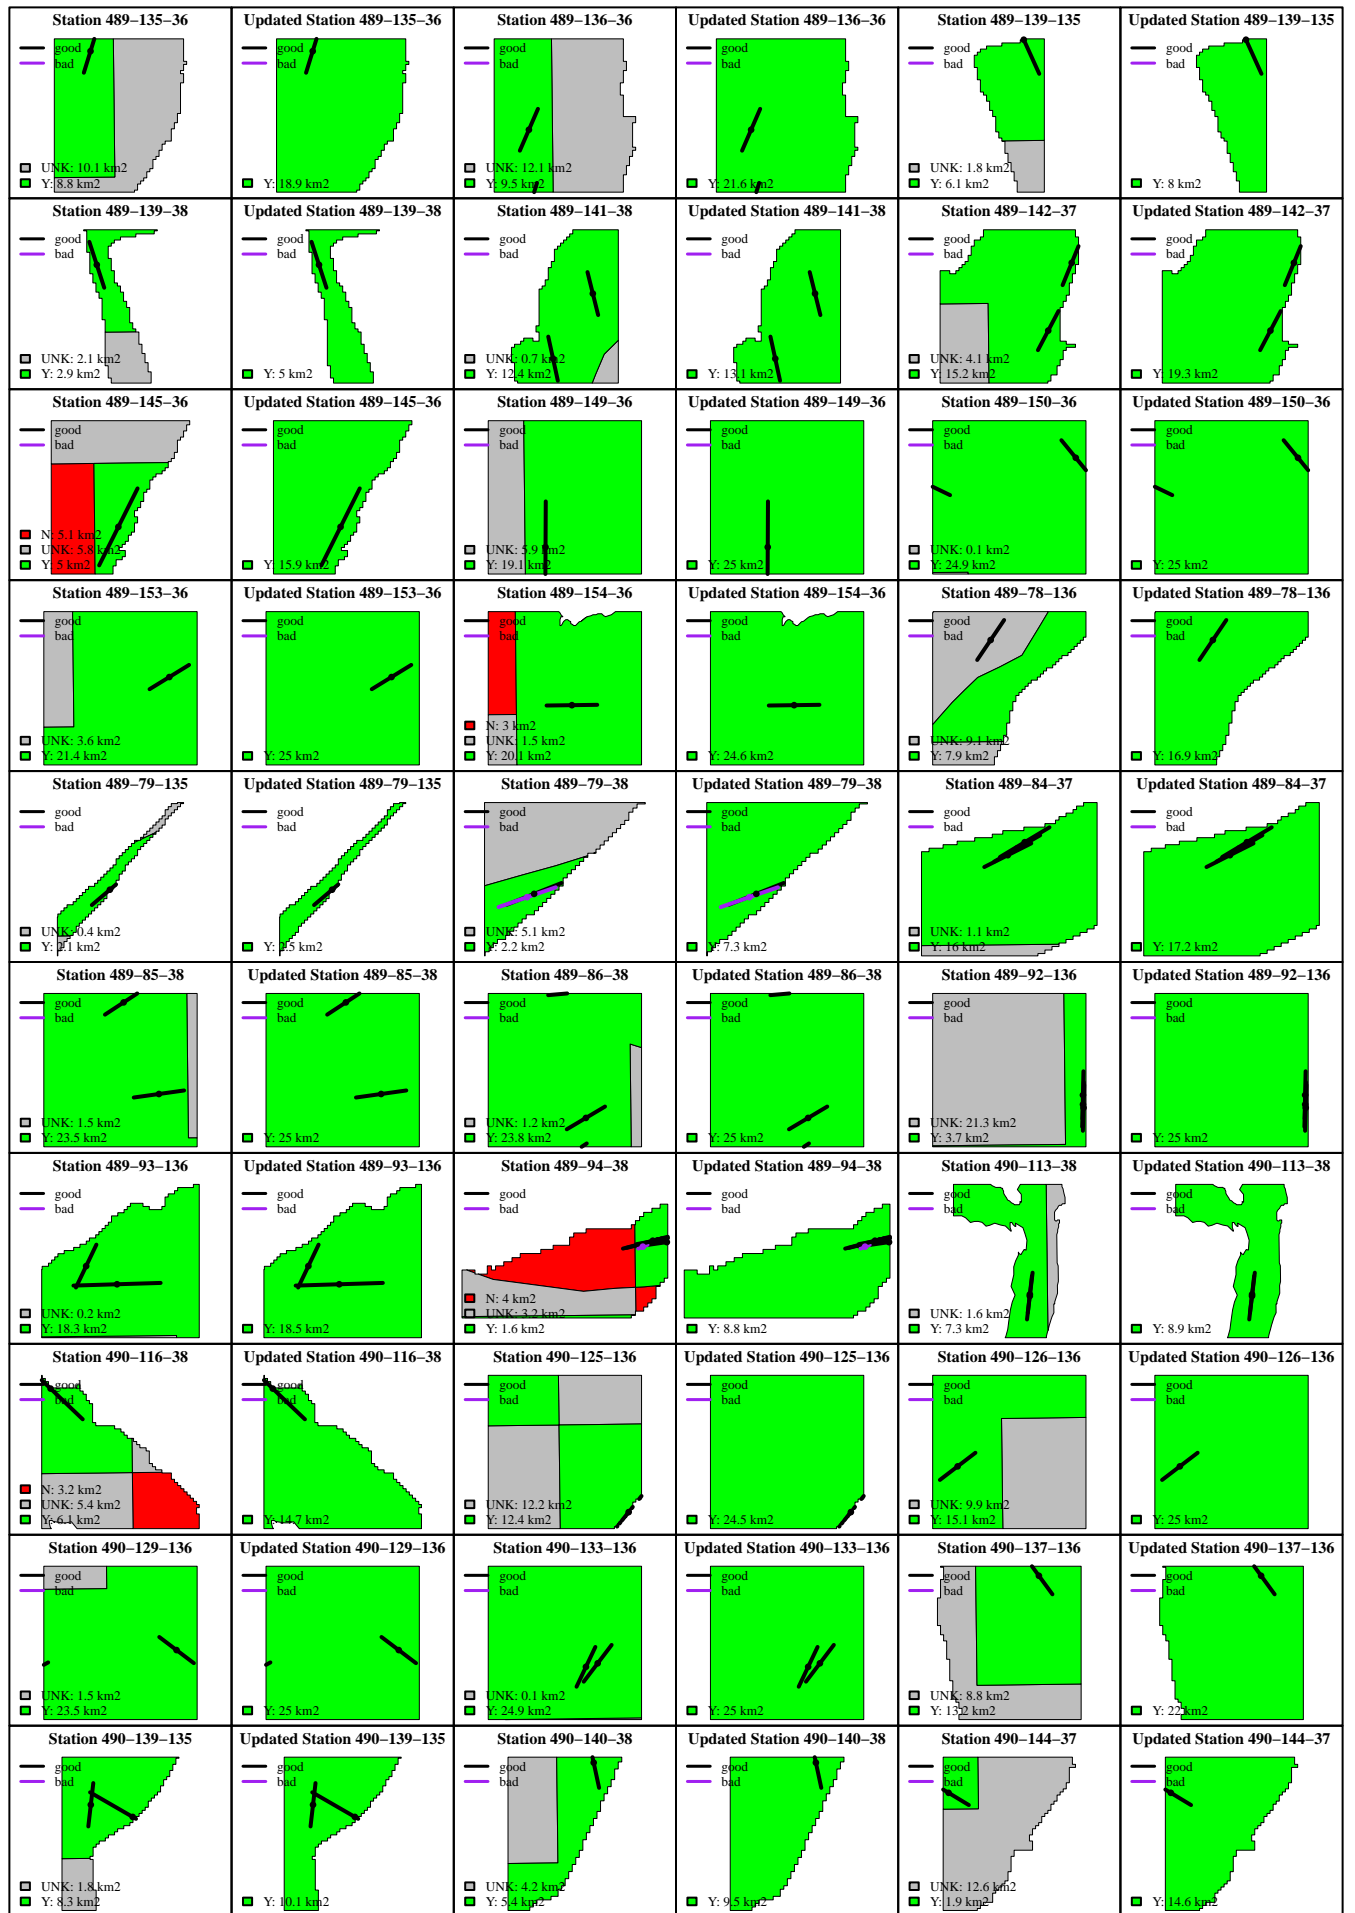 Station 489−135−36
good
bad
UNK: 10.1 km2
Y: 8.8 km2
Updated Station 489−135−36
good
bad
Y: 18.9 km2
Station 489−136−36
good
bad
UNK: 12.1 km2
Y: 9.5 km2
Updated Station 489−136−36
good
bad
Y: 21.6 km2
Station 489−139−135
good
bad
UNK: 1.8 km2
Y: 6.1 km2
Updated Station 489−139−135
good
bad
Y: 8 km2
Station 489−139−38
good
bad
UNK: 2.1 km2
Y: 2.9 km2
Updated Station 489−139−38
good
bad
Y: 5 km2
Station 489−141−38
good
bad
UNK: 0.7 km2
Y: 12.4 km2
Updated Station 489−141−38
good
bad
Y: 13.1 km2
Station 489−142−37
good
bad
UNK: 4.1 km2
Y: 15.2 km2
Updated Station 489−142−37
good
bad
Y: 19.3 km2
Station 489−145−36
good
bad
N: 5.1 km2
UNK: 5.8 km2
Y: 5 km2
Updated Station 489−145−36
good
bad
Y: 15.9 km2
Station 489−149−36
good
bad
UNK: 5.9 km2
Y: 19.1 km2
Updated Station 489−149−36
good
bad
Y: 25 km2
Station 489−150−36
good
bad
UNK: 0.1 km2
Y: 24.9 km2
Updated Station 489−150−36
good
bad
Y: 25 km2
Station 489−153−36
good
bad
UNK: 3.6 km2
Y: 21.4 km2
Updated Station 489−153−36
good
bad
Y: 25 km2
Station 489−154−36
good
bad
N: 3 km2
UNK: 1.5 km2
Y: 20.1 km2
Updated Station 489−154−36
good
bad
Y: 24.6 km2
Station 489−78−136
good
bad
UNK: 9.1 km2
Y: 7.9 km2
Updated Station 489−78−136
good
bad
Y: 16.9 km2
Station 489−79−135
good
bad
UNK: 0.4 km2
Y: 2.1 km2
Updated Station 489−79−135
good
bad
Y: 2.5 km2
Station 489−79−38
good
bad
UNK: 5.1 km2
Y: 2.2 km2
Updated Station 489−79−38
good
bad
Y: 7.3 km2
Station 489−84−37
good
bad
UNK: 1.1 km2
Y: 16 km2
Updated Station 489−84−37
good
bad
Y: 17.2 km2
Station 489−85−38
good
bad
UNK: 1.5 km2
Y: 23.5 km2
Updated Station 489−85−38
good
bad
Y: 25 km2
Station 489−86−38
good
bad
UNK: 1.2 km2
Y: 23.8 km2
Updated Station 489−86−38
good
bad
Y: 25 km2
Station 489−92−136
good
bad
UNK: 21.3 km2
Y: 3.7 km2
Updated Station 489−92−136
good
bad
Y: 25 km2
Station 489−93−136
good
bad
UNK: 0.2 km2
Y: 18.3 km2
Updated Station 489−93−136
good
bad
Y: 18.5 km2
Station 489−94−38
good
bad
N: 4 km2
UNK: 3.2 km2
Y: 1.6 km2
Updated Station 489−94−38
good
bad
Y: 8.8 km2
Station 490−113−38
good
bad
UNK: 1.6 km2
Y: 7.3 km2
Updated Station 490−113−38
good
bad
Y: 8.9 km2
Station 490−116−38
good
bad
N: 3.2 km2
UNK: 5.4 km2
Y: 6.1 km2
Updated Station 490−116−38
good
bad
Y: 14.7 km2
Station 490−125−136
good
bad
UNK: 12.2 km2
Y: 12.4 km2
Updated Station 490−125−136
good
bad
Y: 24.5 km2
Station 490−126−136
good
bad
UNK: 9.9 km2
Y: 15.1 km2
Updated Station 490−126−136
good
bad
Y: 25 km2
Station 490−129−136
good
bad
UNK: 1.5 km2
Y: 23.5 km2
Updated Station 490−129−136
good
bad
Y: 25 km2
Station 490−133−136
good
bad
UNK: 0.1 km2
Y: 24.9 km2
Updated Station 490−133−136
good
bad
Y: 25 km2
Station 490−137−136
good
bad
UNK: 8.8 km2
Y: 13.2 km2
Updated Station 490−137−136
good
bad
Y: 22 km2
Station 490−139−135
good
bad
UNK: 1.8 km2
Y: 8.3 km2
Updated Station 490−139−135
good
bad
Y: 10.1 km2
Station 490−140−38
good
bad
UNK: 4.2 km2
Y: 5.4 km2
Updated Station 490−140−38
good
bad
Y: 9.5 km2
Station 490−144−37
good
bad
UNK: 12.6 km2
Y: 1.9 km2
Updated Station 490−144−37
good
bad
Y: 14.6 km2